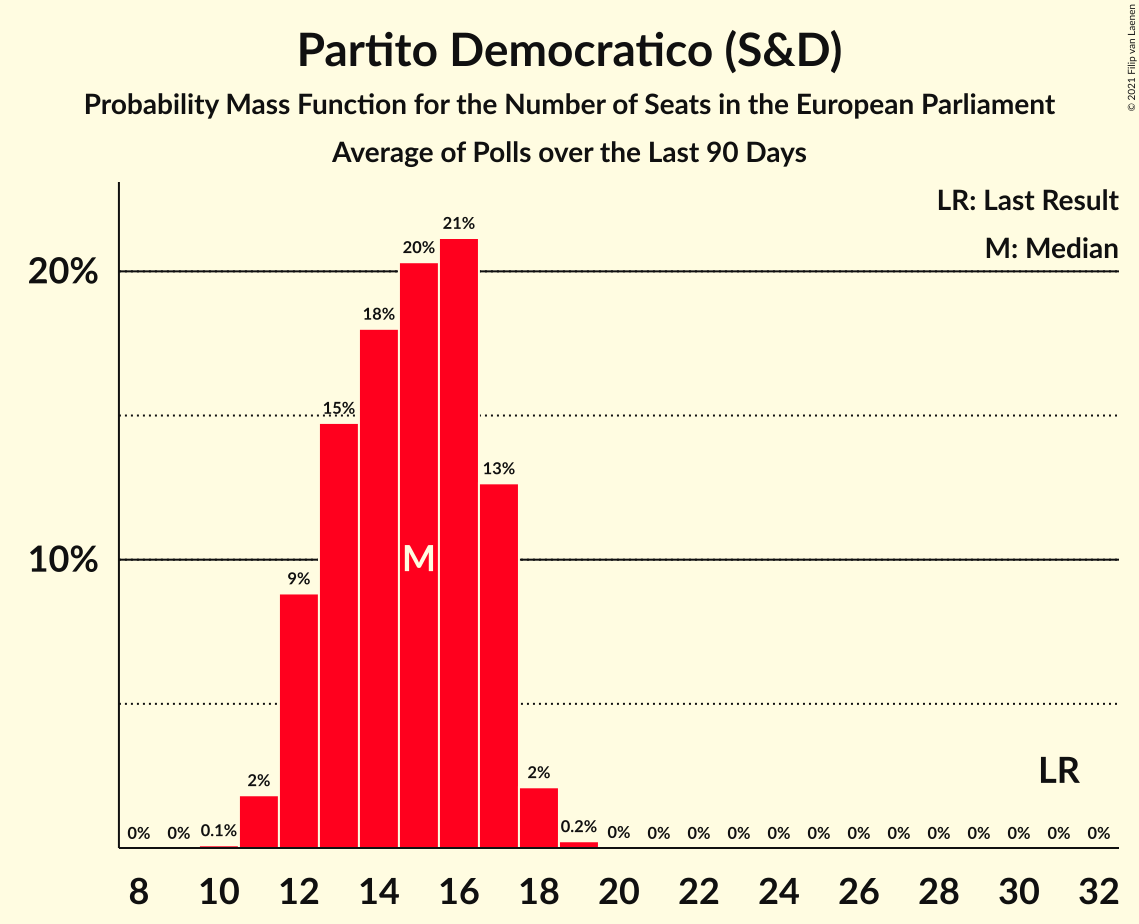 Partito Democratico (S&D)
Probability Mass Function for the Number of Seats in the European Parliament
Average of Polls over the Last 90 Days
© 2021 Filip van Laenen
LR: Last Result
M: Median
20%
10%
0% 0% 0.1% 2% 9% 15% 18% 20% 21% 13% 2% 0.2% 0% 0% 0% 0% 0% 0% 0% 0% 0% 0% 0% 0% 0%
M
LR
8 10 12 14 16 18 20 22 24 26 28 30 32